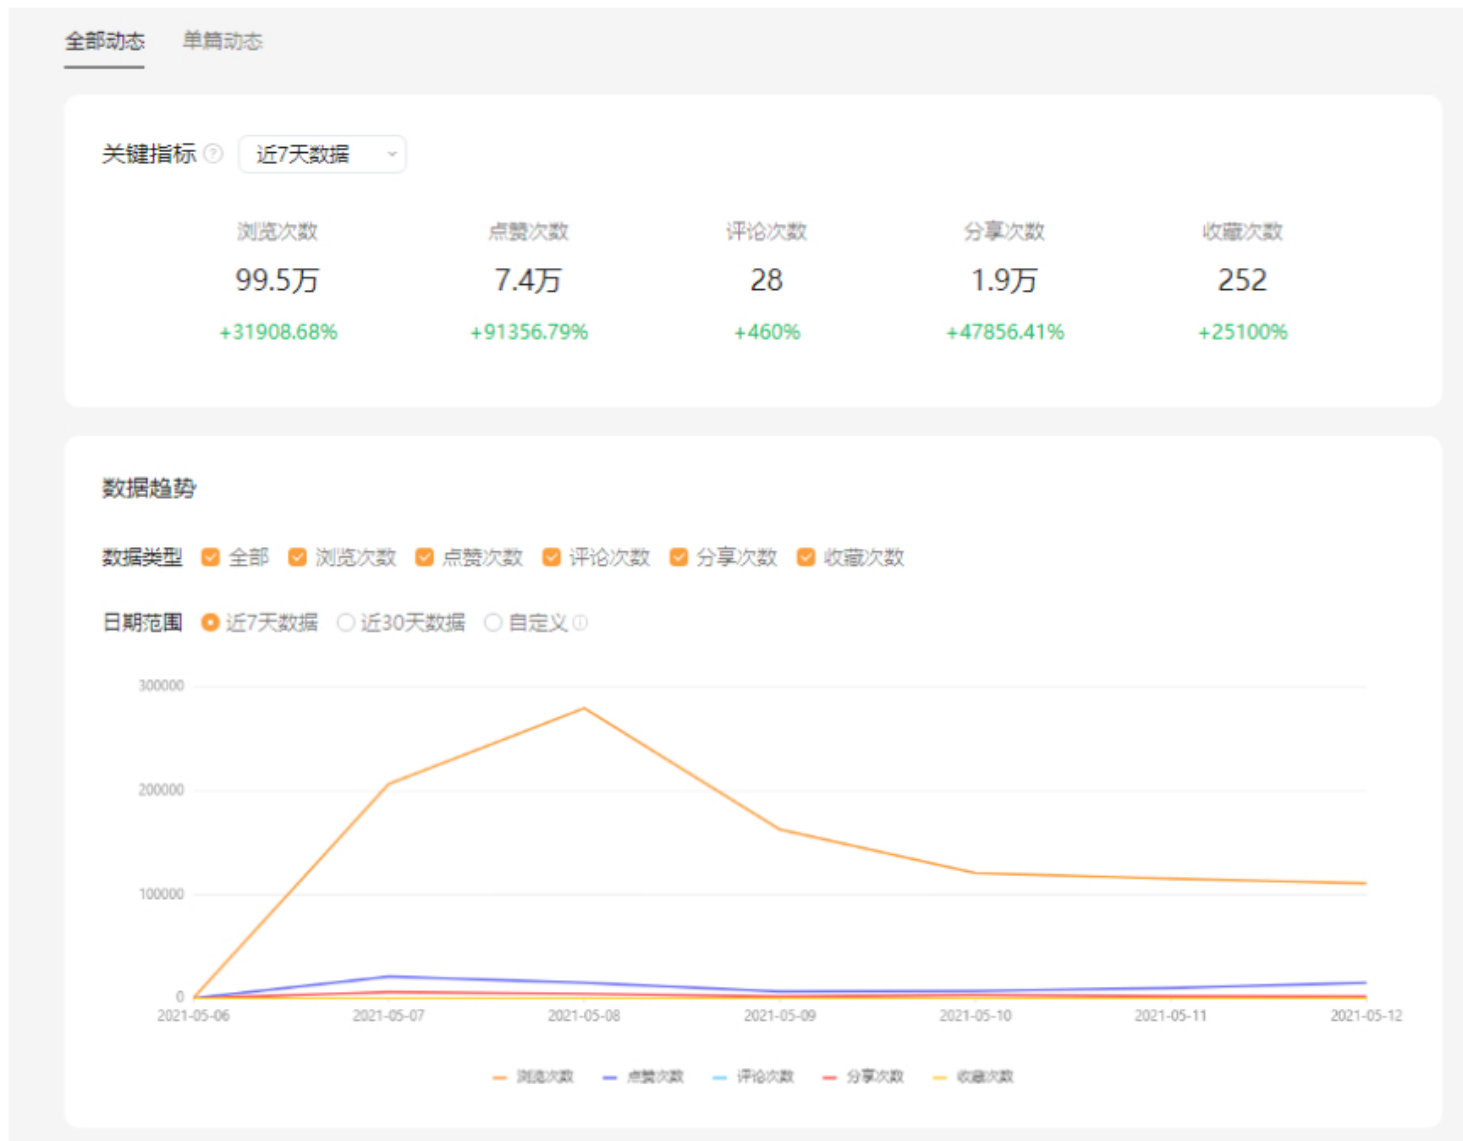 全部动态 单篇动态
关键指标 ? 近7天数据
浏览次数 点赞次数 评论次数 分享次数 收藏次数
99.5万 7.4万 28 1.9万 252
+31908.68% +91356.79% +460% +47856.41% +25100%
数据趋势
数据类型 全部 浏览次数 点赞次数 评论次数 分享次数 收藏次数
日期范围 近7天数据 近30天数据 自定义
300000
200000
100000
0
2021-05-06 2021-05-07 2021-05-08 2021-05-09 2021-05-10 2021-05-11 2021-05-12
浏览次数 点赞次数 评论次数 分享次数 收藏次数